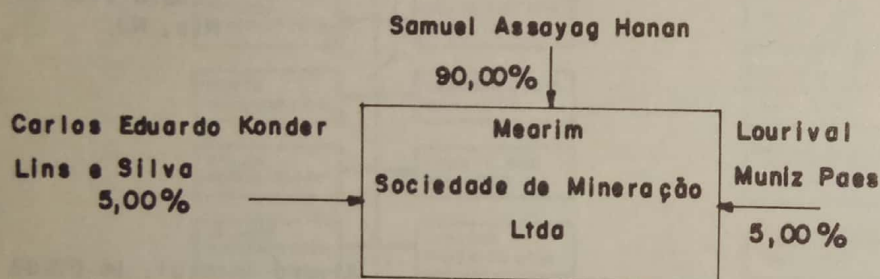 Samuel Assayag Hanan
90,00%
Carlos Eduardo Konder
Lins e Silva
5,00%
Mearim
Sociedade de Mineração
Ltda
Lourival
Muniz Paes
5,00%